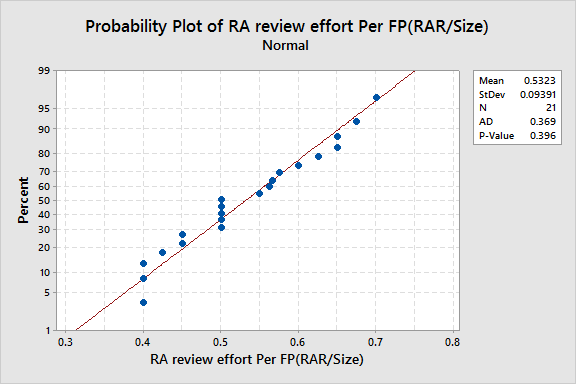 Probability Plot of RA review effort Per FP(RAR/Size)
Normal
99
95
90
80
70
60
50
40
30
20
10
5
1
Percent
0.3 0.4 0.5 0.6 0.7 0.8
RA review effort Per FP(RAR/Size)
Mean 0.5323
StDev 0.09391
N 21
AD 0.369
P-Value 0.396